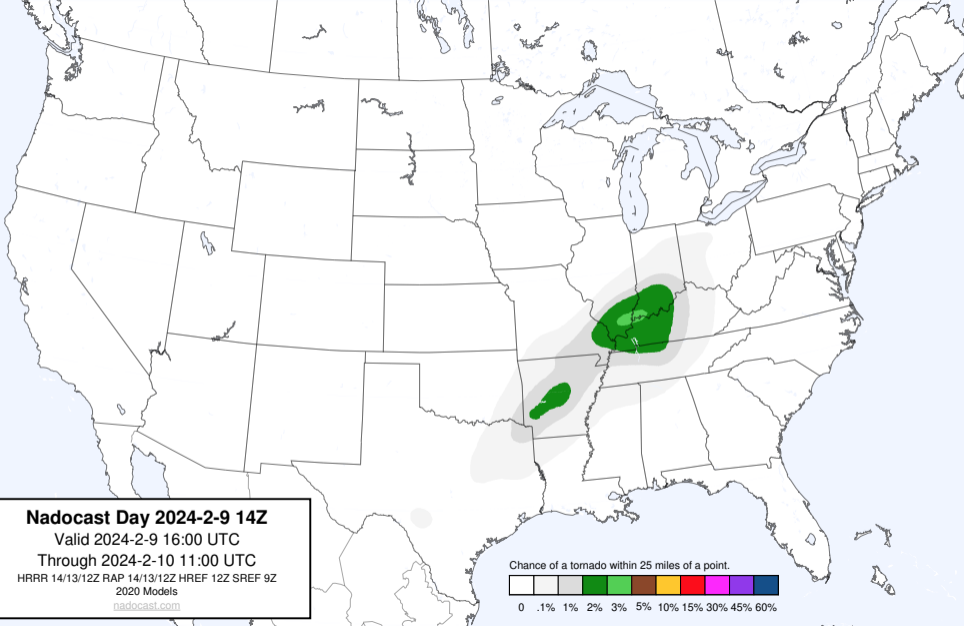 Nadocast Day 2024-2-9 14Z
Valid 2024-2-9 16:00 UTC
Through 2024-2-10 11:00 UTC
HRRR 14/13/12Z RAP 14/13/12Z HREF 12Z SREF 9Z
2020 Models
nadocast.com
Chance of a tornado within 25 miles of a point.
0 .1% 1% 2% 3% 5% 10% 15% 30% 45% 60%